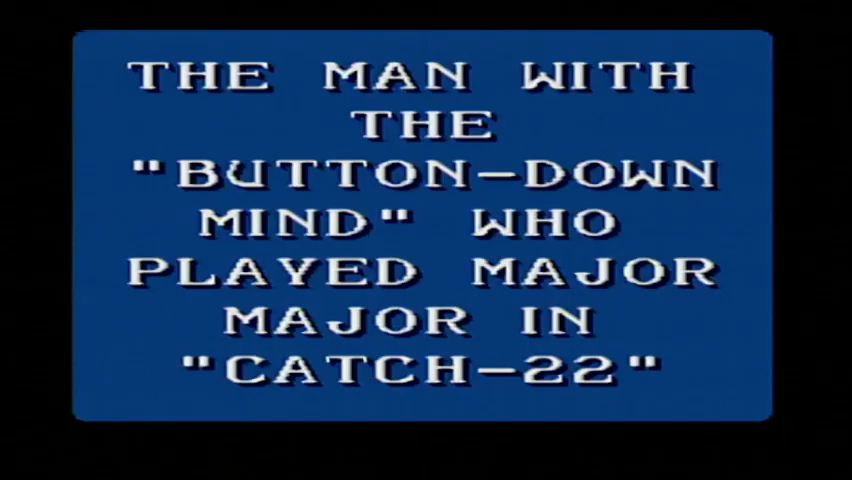 THE MAN WITH
THE
"BUTTON-DOWN
MIND" WHO
PLAYED MAJOR
MAJOR IN
"CATCH-22"